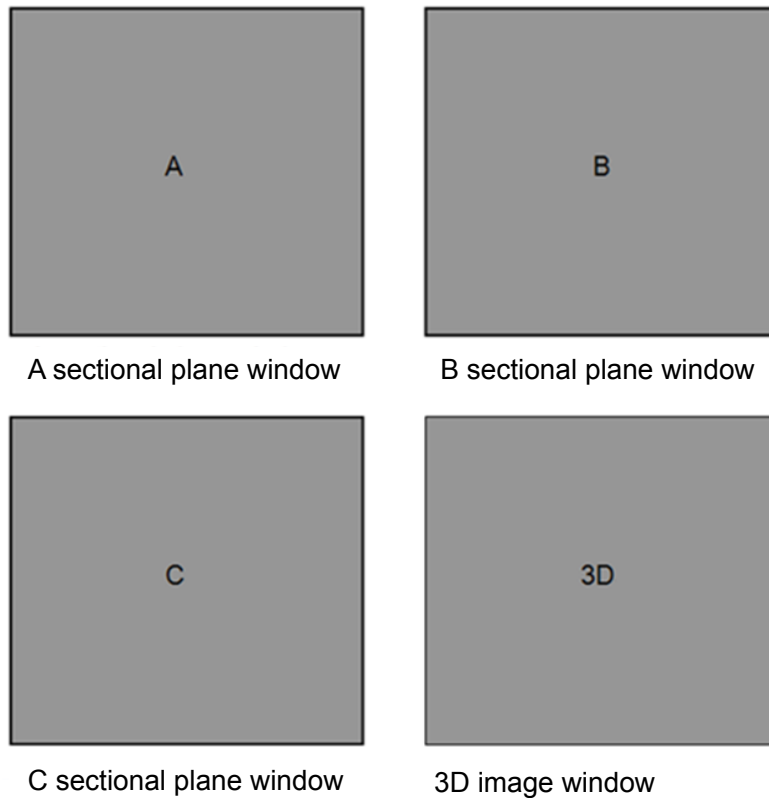 A
B
A sectional plane window
B sectional plane window
C
3D
C sectional plane window
3D image window